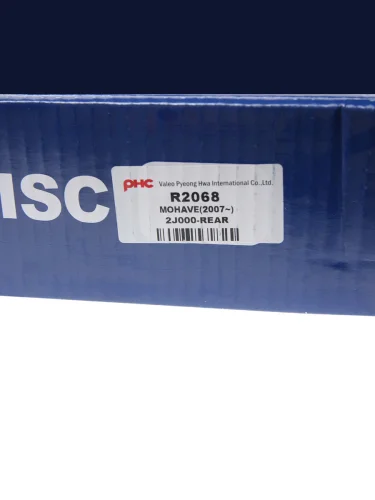 ISC
PHC Valeo Pyeong Hwa International Co.,Ltd.
R2068
MOHAVE(2007~)
2J000-REAR